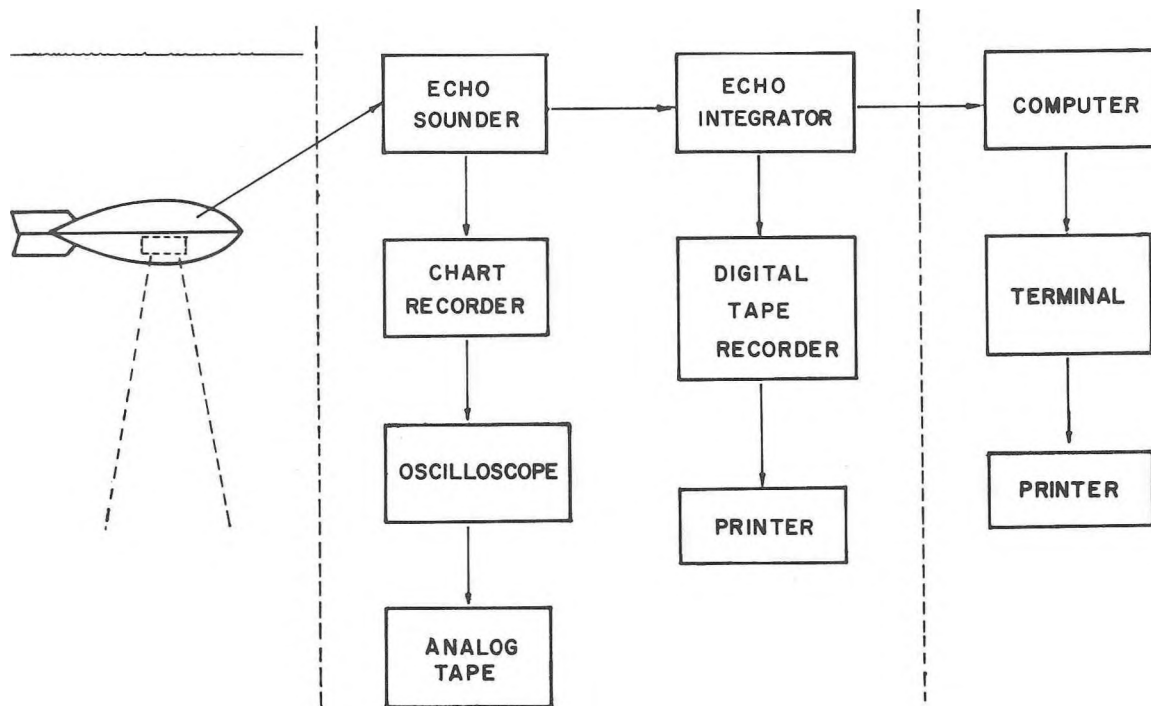 ECHO
SOUNDER
ECHO
INTEGRATOR
COMPUTER
CHART
RECORDER
DIGITAL
TAPE
RECORDER
TERMINAL
OSCILLOSCOPE
PRINTER
PRINTER
ANALOG
TAPE